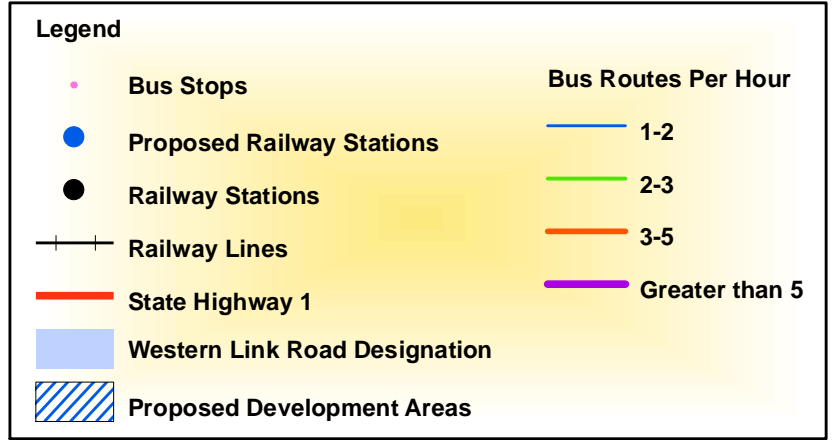 Legend
Bus Stops
Proposed Railway Stations
Railway Stations
Railway Lines
State Highway 1
Western Link Road Designation
Proposed Development Areas
Bus Routes Per Hour
1-2
2-3
3-5
Greater than 5